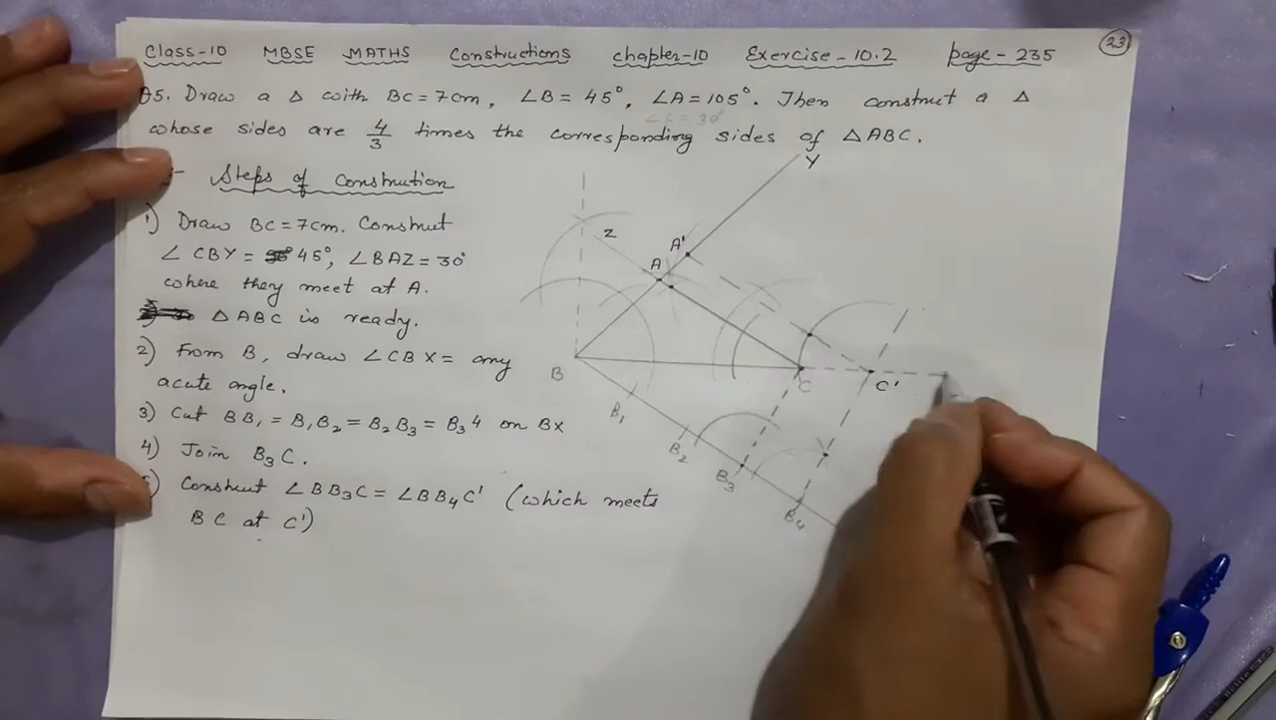 23
Class-10 MBSE MATHS Constructions chapter-10 Exercise-10.2 page-235
Q5. Draw a Δ with BC = 7cm, ∠B = 45°, ∠A = 105°. Then construct a Δ
∠C = 30°
whose sides are 4/3 times the corresponding sides of ΔABC.
Steps of Constnution
1) Draw BC = 7cm. Construct
∠CBY = 45°, ∠BAZ = 30°
where they meet at A.
ΔABC is ready.
2) From B, draw ∠CBX = any
acute angle.
3) Cut BB₁ = B₁B₂ = B₂B₃ = B₃4 on BX
4) Join B₃C.
5) Construct ∠BB₃C = ∠BB₄C' (which meets
BC at C')
Y
Z
A'
A
B
C
C'
B₁
B₂
B₃
B₄